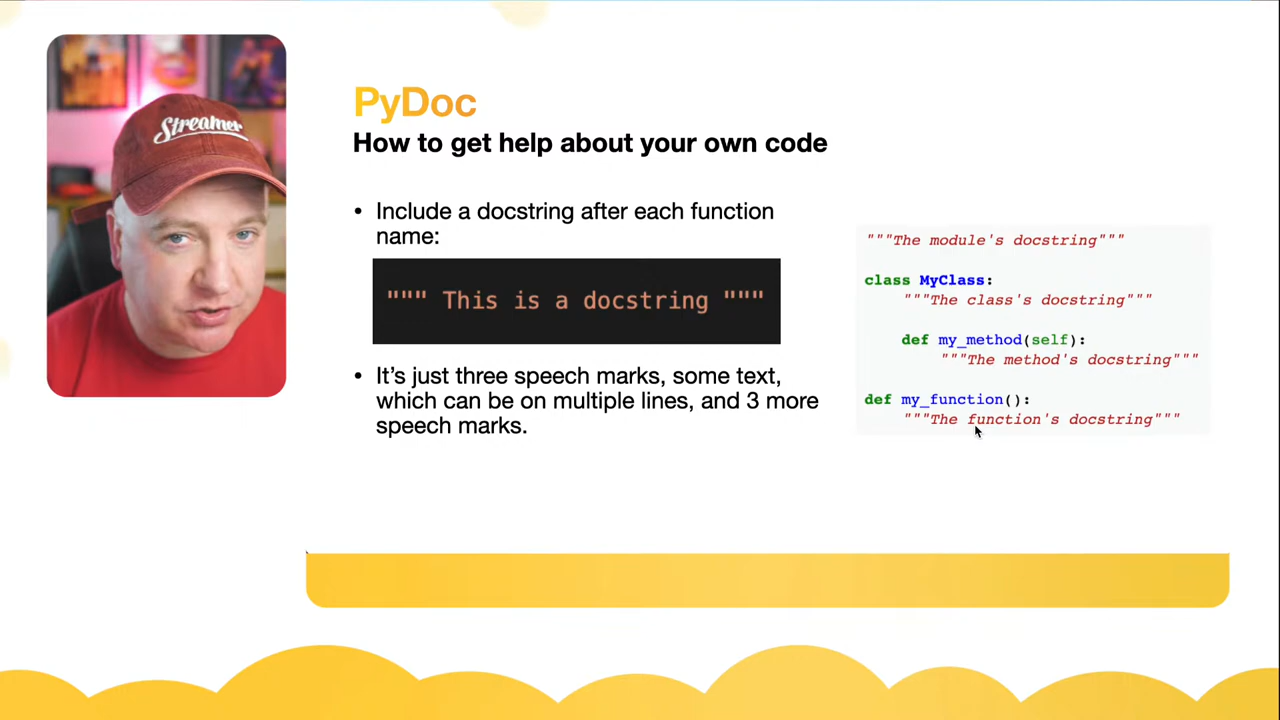 Streamer
PyDoc
How to get help about your own code
• Include a docstring after each function
name:
""" This is a docstring """
• It's just three speech marks, some text,
which can be on multiple lines, and 3 more
speech marks.
"""The module's docstring"""
class MyClass:
"""The class's docstring"""
def my_method(self):
"""The method's docstring"""
def my_function():
"""The function's docstring"""